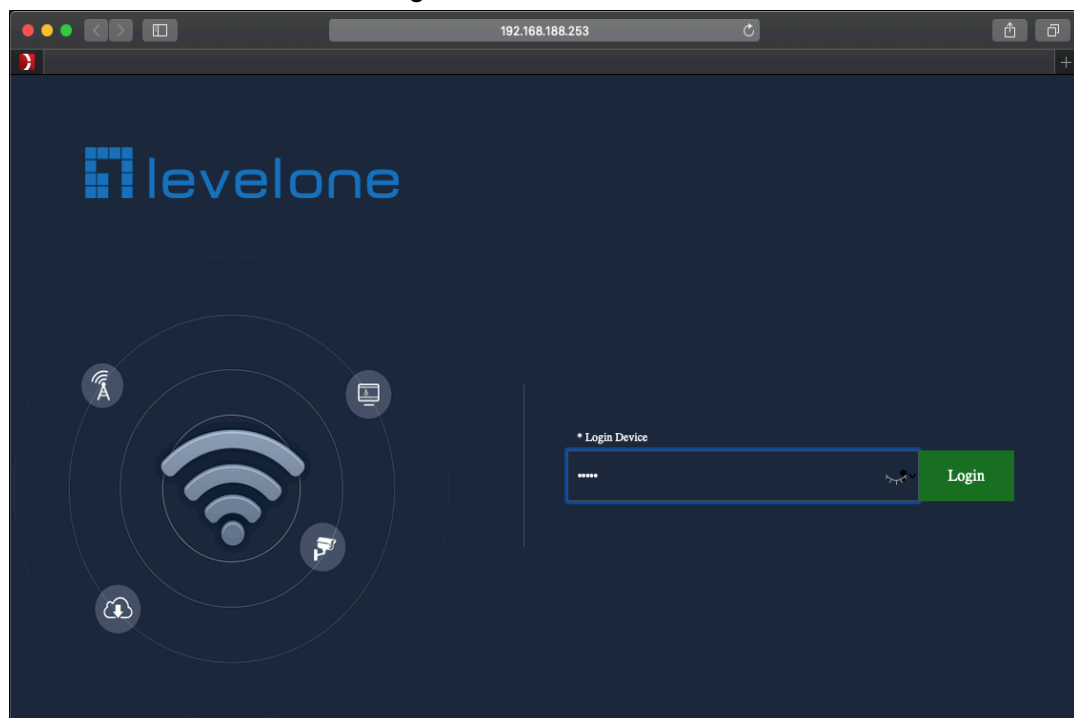 192.168.188.253
levelone
* Login Device
•••••
Login